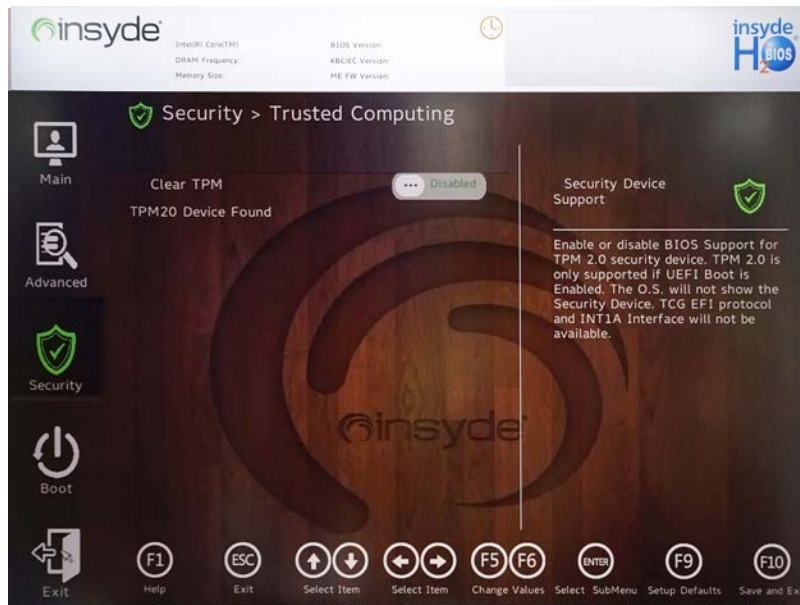 insyde
Intel(R) Core(TM)
DRAM Frequency:
Memory Size:
BIOS Version:
KBC/EC Version:
ME FW Version:
insyde
H2O BIOS
Security > Trusted Computing
Main
Advanced
Security
Boot
Exit
Clear TPM
Disabled
TPM20 Device Found
Security Device
Support
Enable or disable BIOS Support for
TPM 2.0 security device. TPM 2.0 is
only supported if UEFI Boot is
Enabled. The O.S. will not show the
Security Device. TCG EFI protocol
and INT1A Interface will not be
available.
insyde
F1
Help
ESC
Exit
Select Item
Select Item
F5 F6
Change Values
ENTER
Select SubMenu
F9
Setup Defaults
F10
Save and Ex